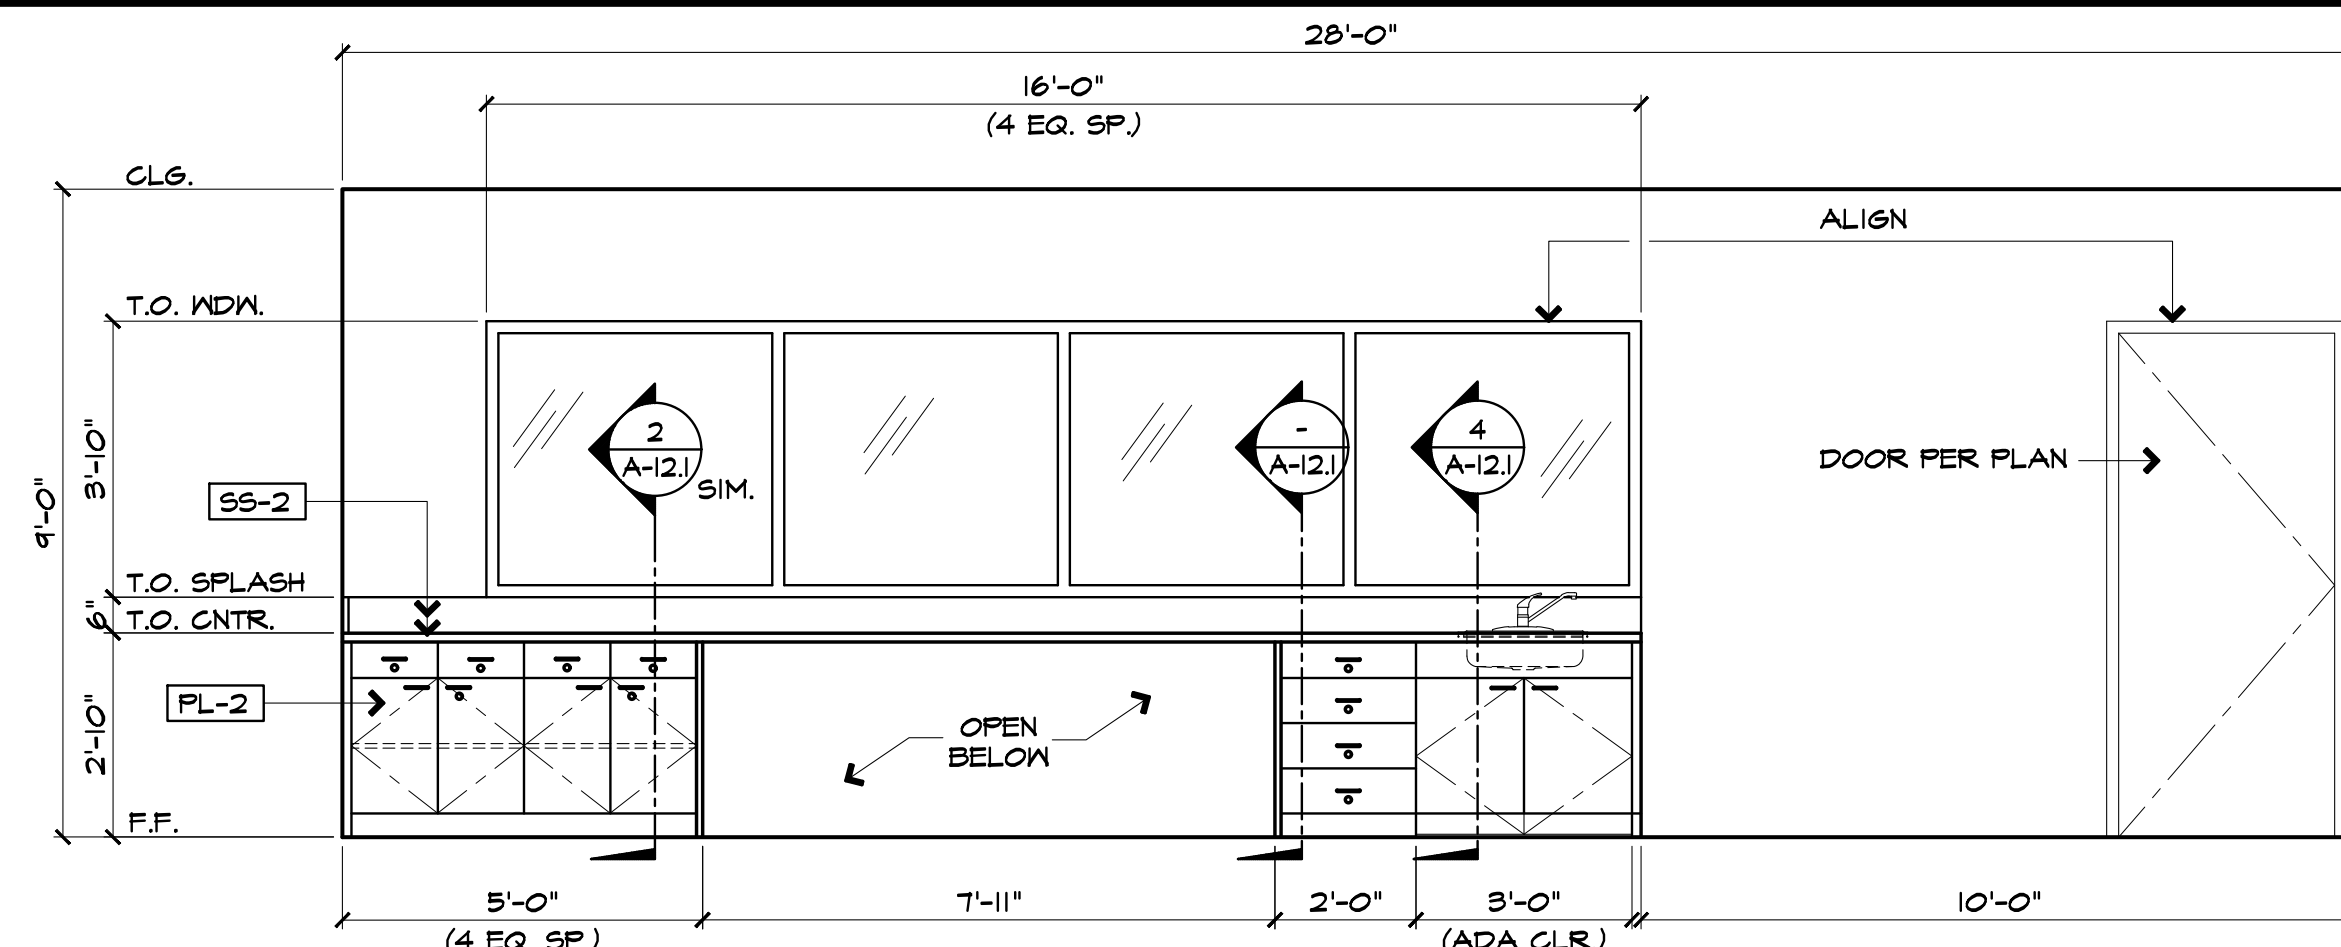 28'-0"
16'-0"
(4 EQ. SP.)
CLG.
ALIGN
T.O. WDW.
9'-0"
3'-10"
2
A-12.1
SIM.
-
A-12.1
4
A-12.1
DOOR PER PLAN
SS-2
T.O. SPLASH
6"
T.O. CNTR.
2'-10"
PL-2
OPEN
BELOW
F.F.
5'-0"
(4 EQ. SP.)
7'-11"
2'-0"
3'-0"
(ADA CLR.)
10'-0"